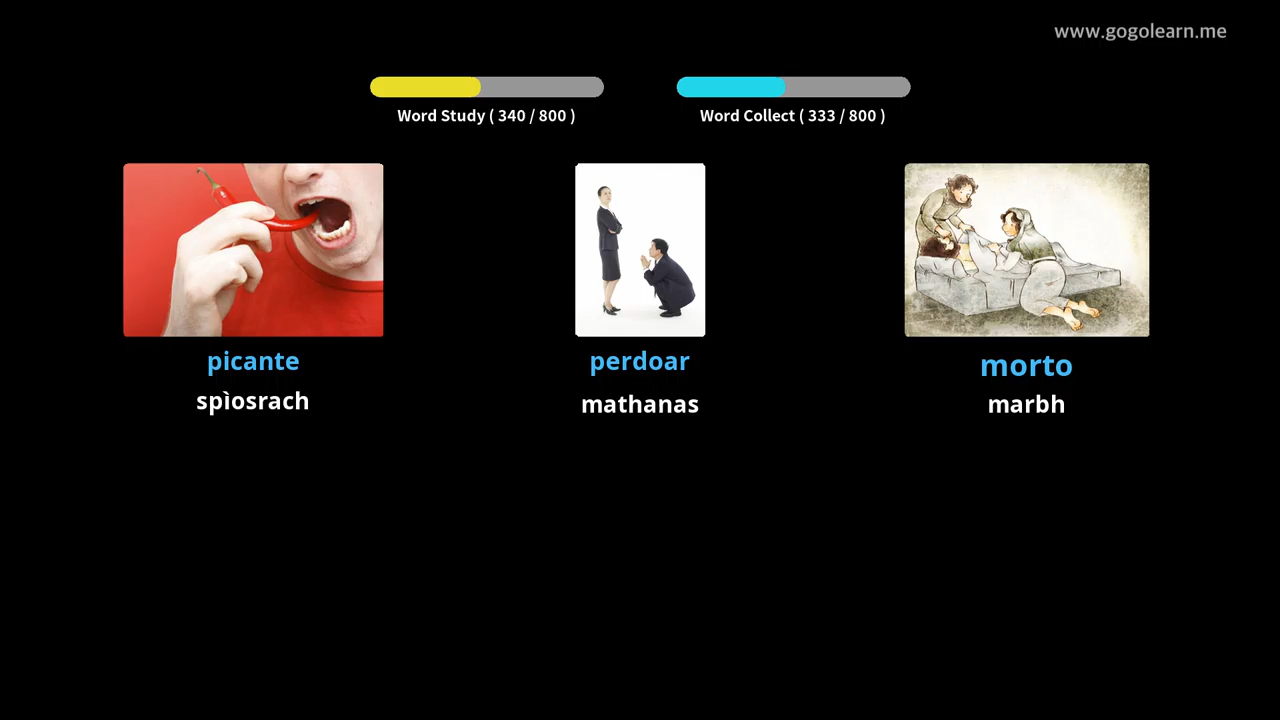 www.gogolearn.me
Word Study ( 340 / 800 )
Word Collect ( 333 / 800 )
picante
perdoar
morto
spìosrach
mathanas
marbh